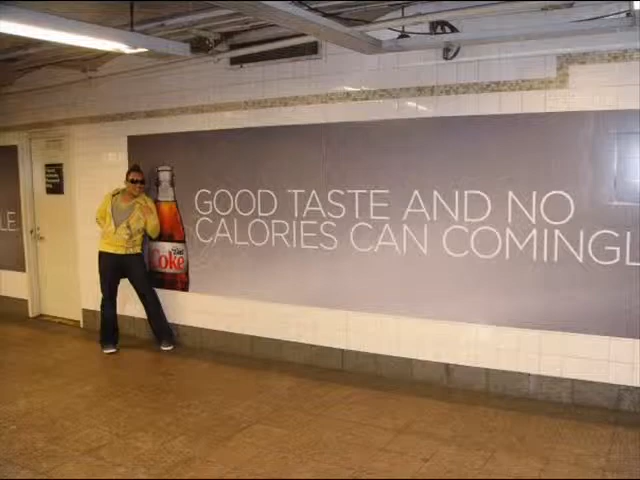 LE
GOOD TASTE AND NO
CALORIES CAN COMINGL
Diet
Coke